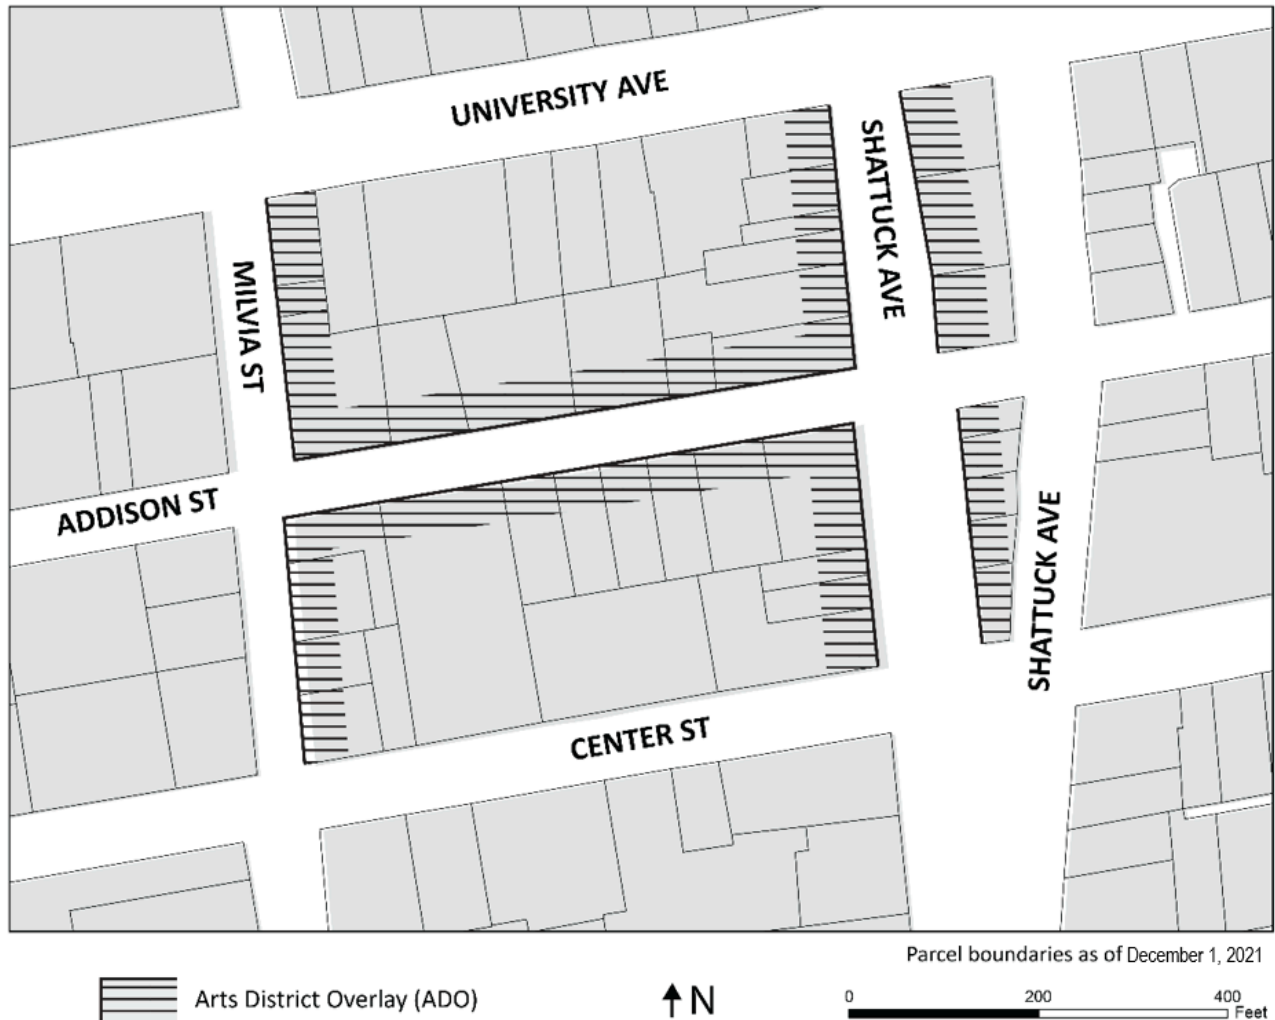 UNIVERSITY AVE
SHATTUCK AVE
MILVIA ST
ADDISON ST
SHATTUCK AVE
CENTER ST
Parcel boundaries as of December 1, 2021
Arts District Overlay (ADO)
N
0 200 400
Feet